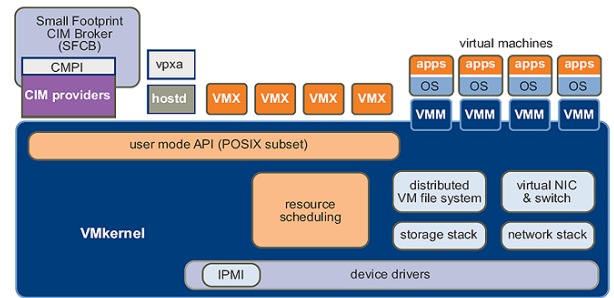 Small Footprint
CIM Broker
(SFCB)
CMPI
CIM providers
vpxa
hostd
VMX
VMX
VMX
VMX
virtual machines
apps
apps
apps
apps
OS
OS
OS
OS
VMM
VMM
VMM
VMM
user mode API (POSIX subset)
resource
scheduling
distributed
VM file system
virtual NIC
& switch
VMkernel
storage stack
network stack
IPMI
device drivers